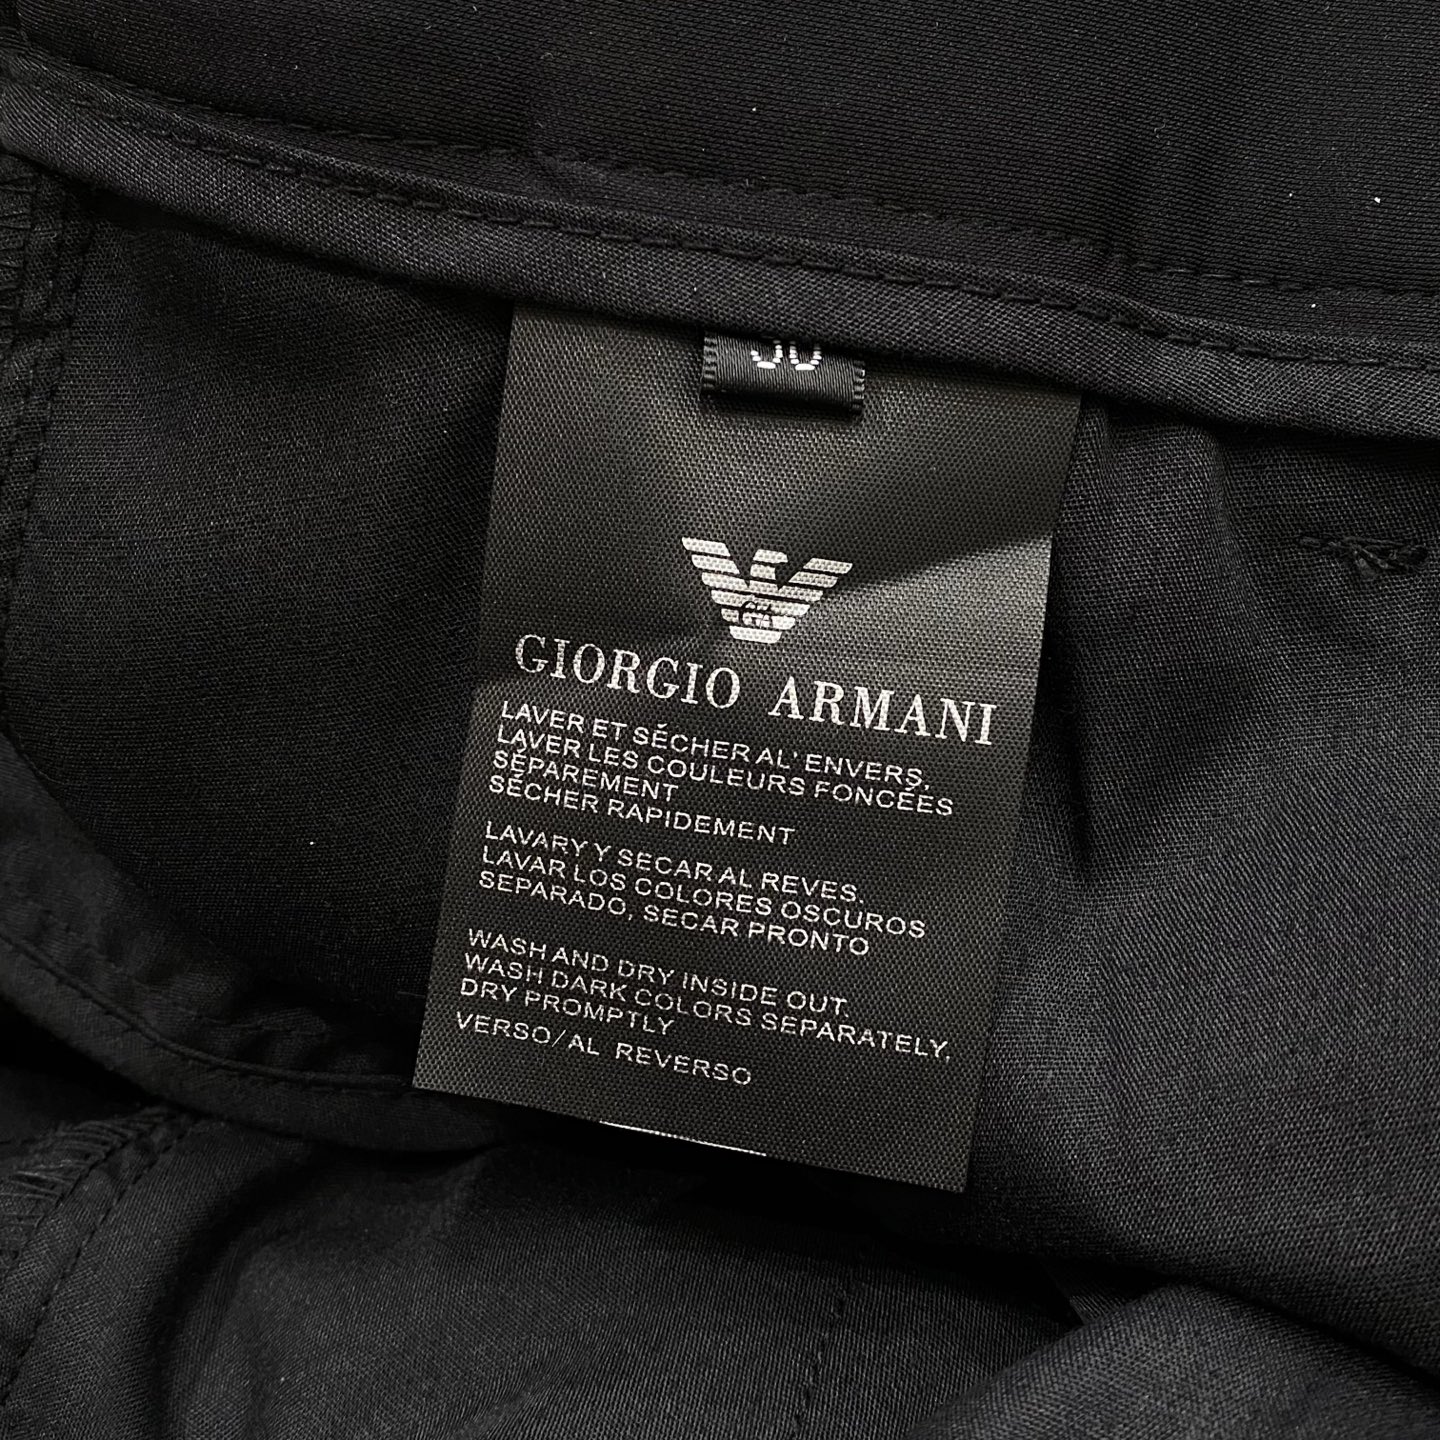 GIORGIO ARMANI
LAVER ET SÉCHER AL' ENVERS,
LAVER LES COULEURS FONCÉES
SÉPAREMENT
SÉCHER RAPIDEMENT
LAVARY Y SECAR AL REVES.
LAVAR LOS COLORES OSCUROS
SEPARADO, SECAR PRONTO
WASH AND DRY INSIDE OUT.
WASH DARK COLORS SEPARATELY,
DRY PROMPTLY
VERSO/AL REVERSO